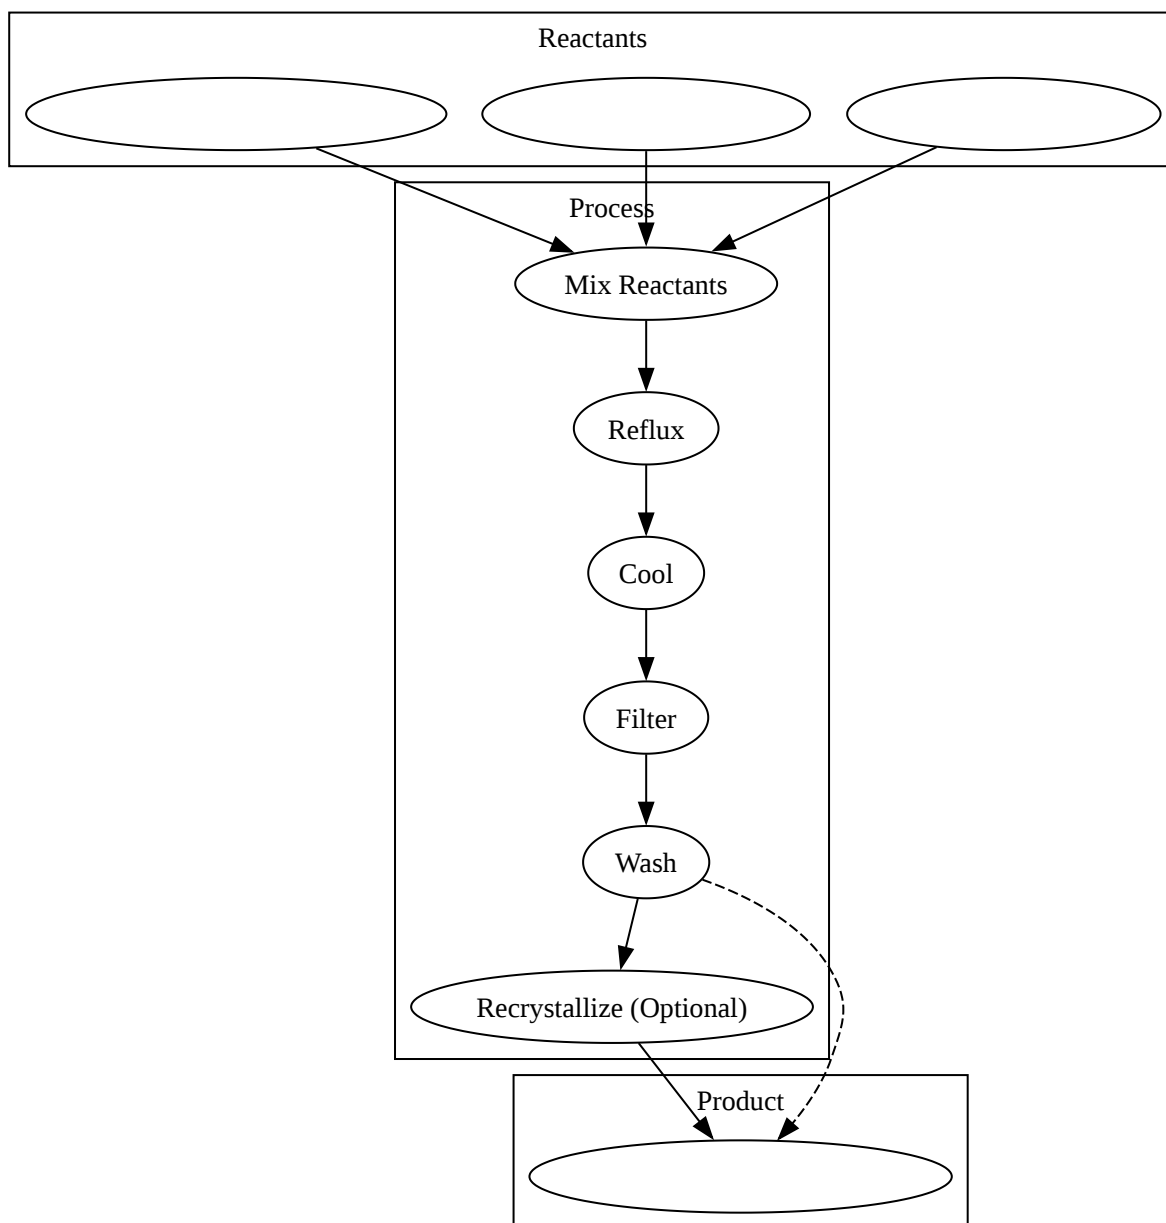 Reactants
Process
Mix Reactants
Reflux
Cool
Filter
Wash
Recrystallize (Optional)
Product